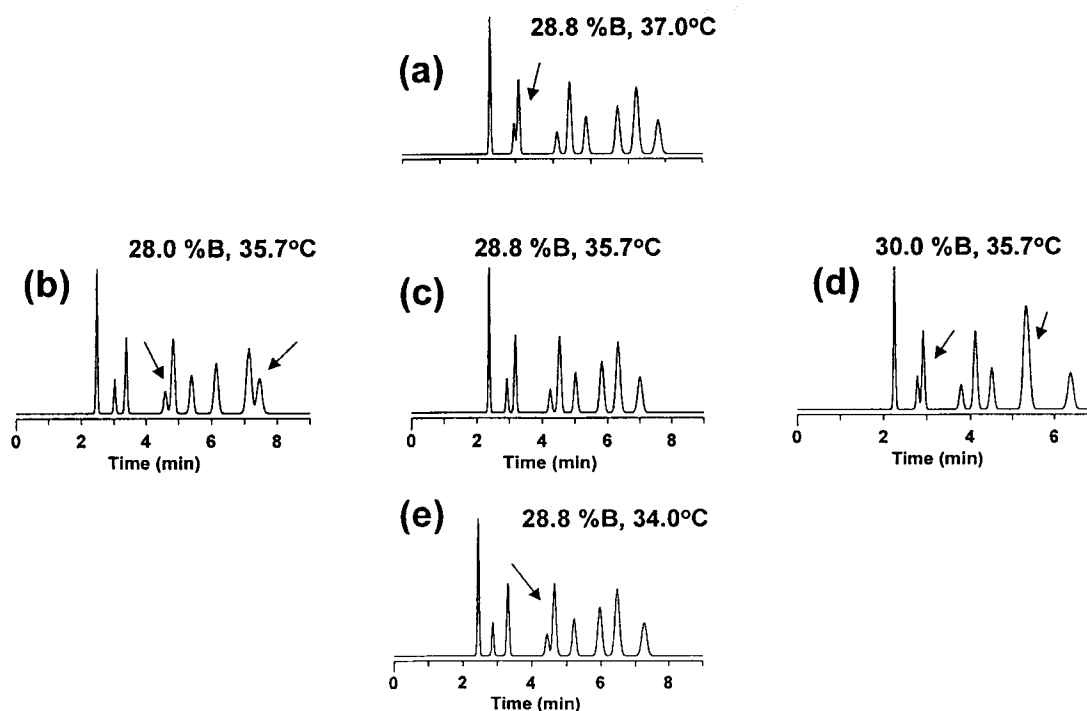 28.8 %B, 37.0°C
(a)
28.0 %B, 35.7°C
(b)
0 2 4 6 8
Time (min)
28.8 %B, 35.7°C
(c)
0 2 4 6 8
Time (min)
30.0 %B, 35.7°C
(d)
0 2 4 6
Time (min)
(e)
28.8 %B, 34.0°C
0 2 4 6 8
Time (min)